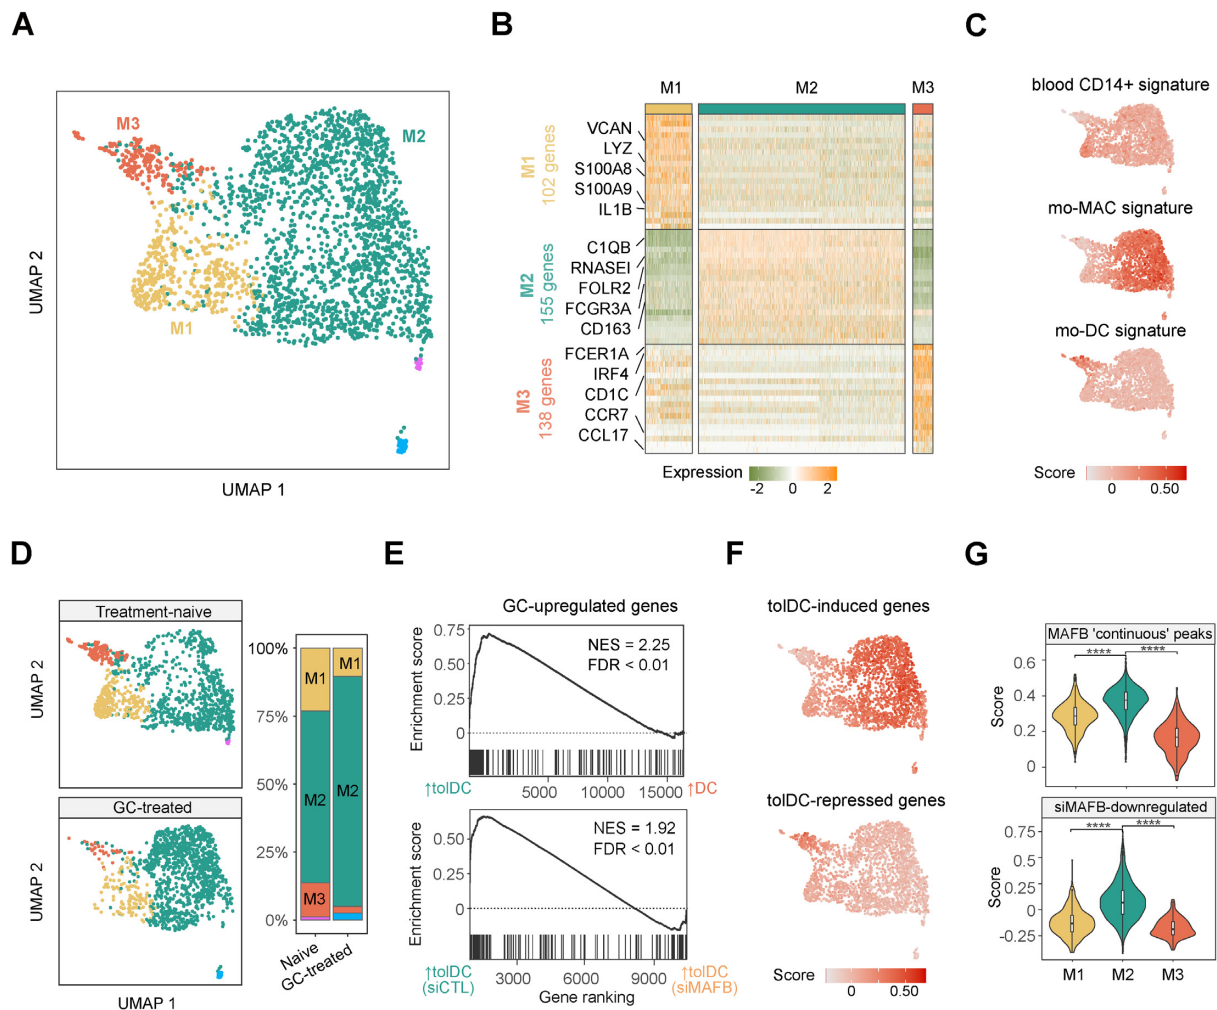 A
M3
M2
M1
UMAP 2
UMAP 1
B
M1
M2
M3
M1
102 genes
VCAN
LYZ
S100A8
S100A9
IL1B
M2
155 genes
C1QB
RNASEI
FOLR2
FCGR3A
CD163
M3
138 genes
FCER1A
IRF4
CD1C
CCR7
CCL17
Expression
-2 0 2
C
blood CD14+ signature
mo-MAC signature
mo-DC signature
Score
0 0.50
D
Treatment-naive
UMAP 2
GC-treated
UMAP 2
UMAP 1
100%
75%
50%
25%
0%
M1
M2
M3
M1
M2
Naive
GC-treated
E
GC-upregulated genes
Enrichment score
0.75
0.50
0.25
0
NES = 2.25
FDR < 0.01
↑tolDC
5000 10000 15000
↑DC
Enrichment score
0.50
0.25
0
NES = 1.92
FDR < 0.01
↑tolDC
(siCTL)
3000 6000 9000
↑tolDC
(siMAFB)
Gene ranking
F
tolDC-induced genes
tolDC-repressed genes
Score
0 0.50
G
MAFB 'continuous' peaks
Score
0.6
0.4
0.2
0
**** ****
siMAFB-downregulated
Score
0.75
0.5
0.25
0
-0.25
**** ****
M1 M2 M3